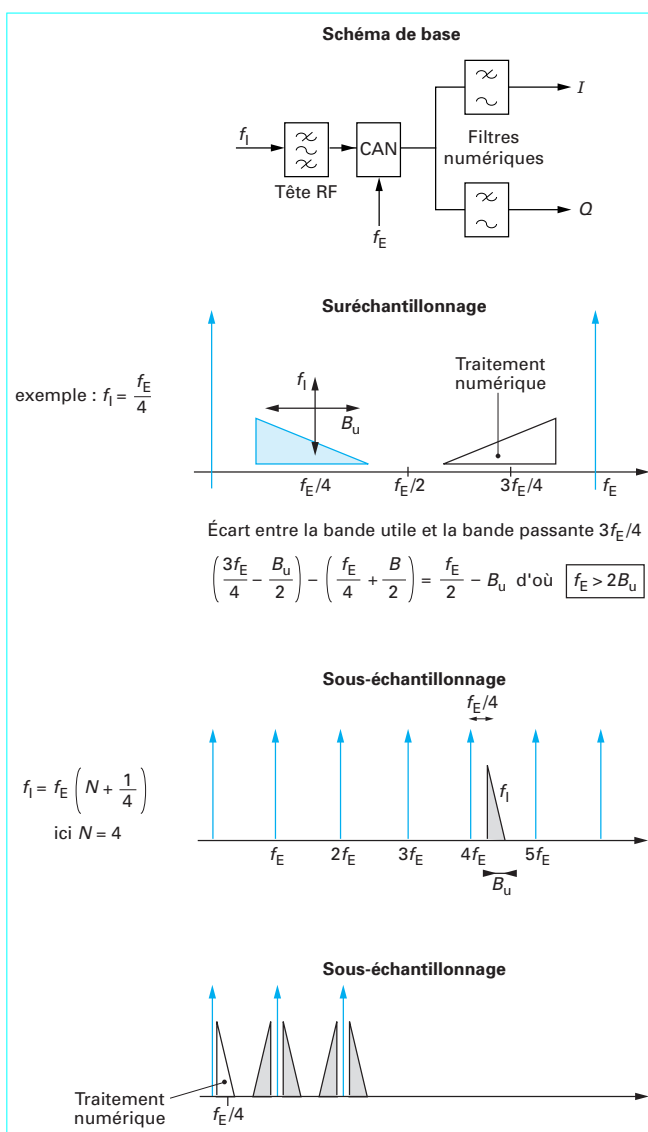 Schéma de base
I
f_I
CAN
Filtres
numériques
Tête RF
f_E
Q
Suréchantillonnage
exemple : f_I = f_E/4
f_I
B_u
Traitement
numérique
f_E/4 f_E/2 3f_E/4 f_E
Écart entre la bande utile et la bande passante 3f_E/4
(3f_E/4 − B_u/2) − (f_E/4 + B/2) = f_E/2 − B_u d'où f_E > 2B_u
Sous-échantillonnage
f_E/4
f_I = f_E (N + 1/4)
ici N = 4
f_I
f_E 2f_E 3f_E 4f_E 5f_E
B_u
Sous-échantillonnage
Traitement
numérique
f_E/4